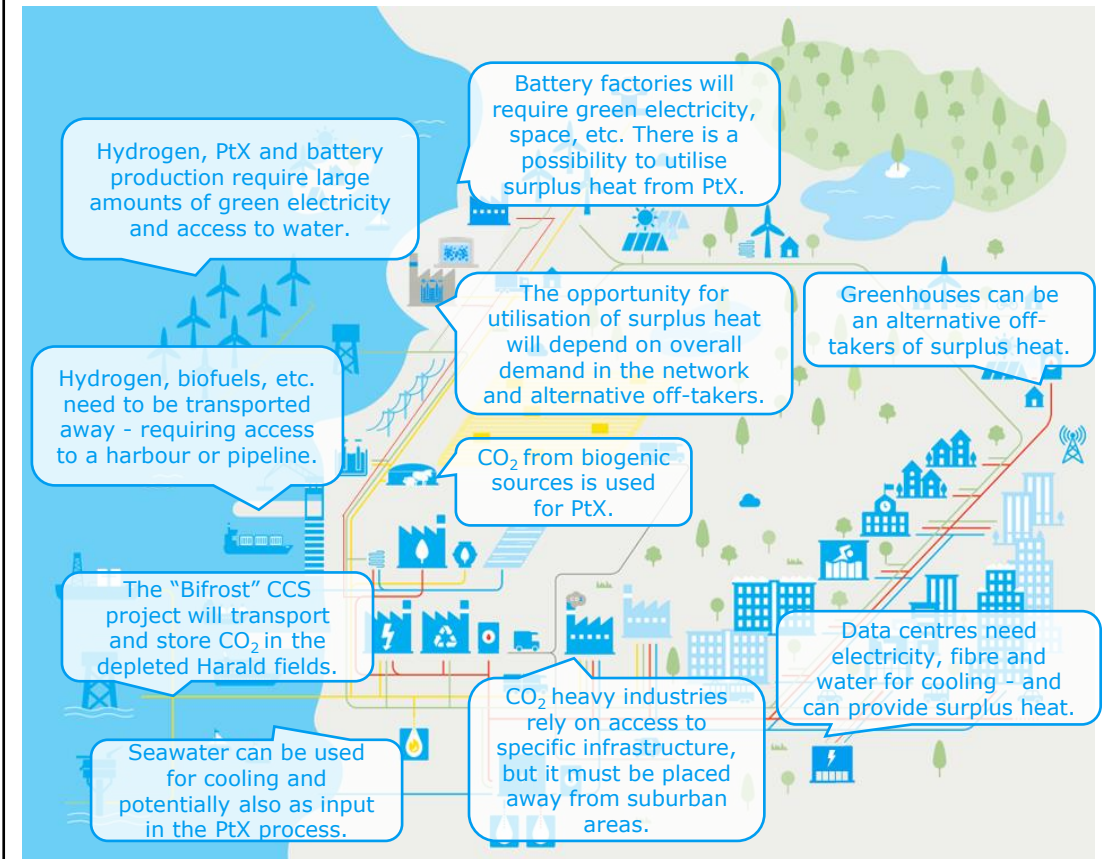 Battery factories will
require green electricity,
space, etc. There is a
possibility to utilise
surplus heat from PtX.
Hydrogen, PtX and battery
production require large
amounts of green electricity
and access to water.
The opportunity for
utilisation of surplus heat
will depend on overall
demand in the network
and alternative off-takers.
Greenhouses can be
an alternative off-
takers of surplus heat.
Hydrogen, biofuels, etc.
need to be transported
away - requiring access
to a harbour or pipeline.
CO₂ from biogenic
sources is used
for PtX.
The “Bifrost” CCS
project will transport
and store CO₂ in the
depleted Harald fields.
Data centres need
electricity, fibre and
water for cooling - and
can provide surplus heat.
CO₂ heavy industries
rely on access to
specific infrastructure,
but it must be placed
away from suburban
areas.
Seawater can be used
for cooling and
potentially also as input
in the PtX process.